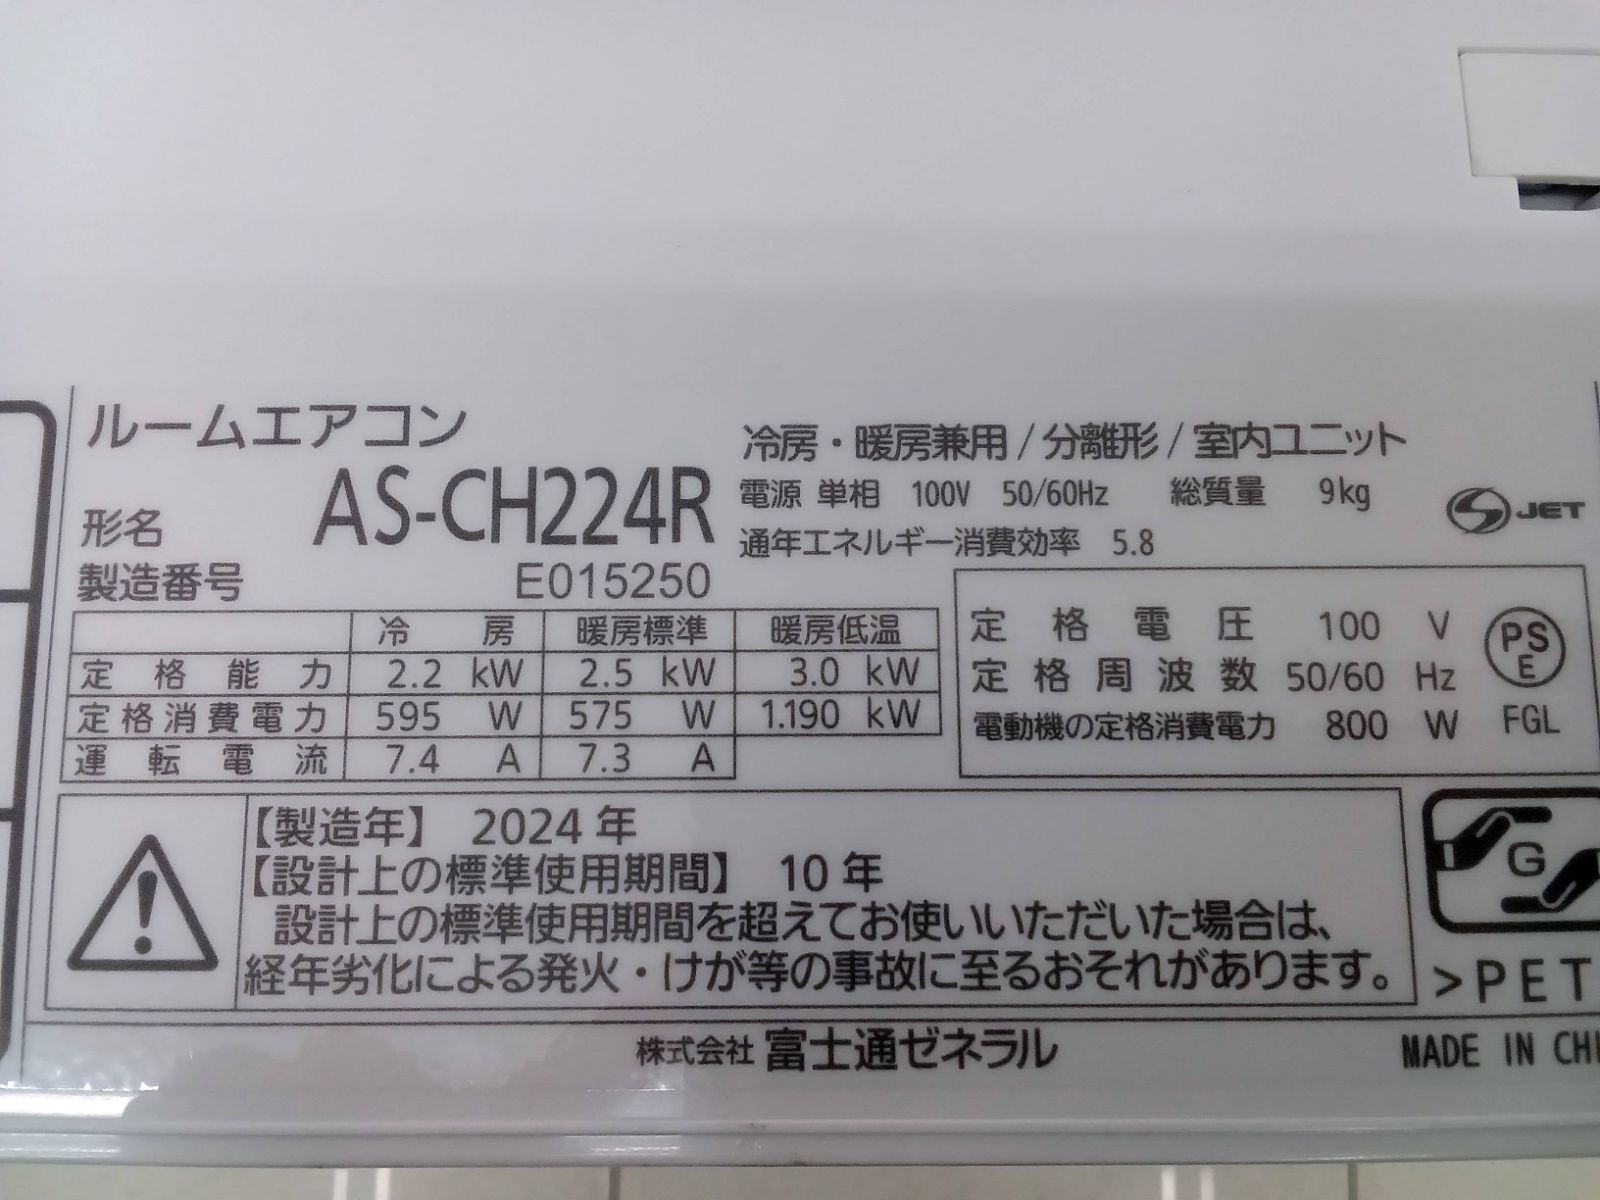 ルームエアコン
形名 AS-CH224R
製造番号 E015250
冷房・暖房兼用/分離形/室内ユニット
電源 単相 100V 50/60Hz 総質量 9kg
通年エネルギー消費効率 5.8
JET
冷房 暖房標準 暖房低温
定格能力 2.2 kW 2.5 kW 3.0 kW
定格消費電力 595 W 575 W 1.190 kW
運転電流 7.4 A 7.3 A
定格電圧 100 V
定格周波数 50/60 Hz
電動機の定格消費電力 800 W
PS
E
FGL
【製造年】 2024年
【設計上の標準使用期間】 10年
設計上の標準使用期間を超えてお使いいただいた場合は、
経年劣化による発火・けが等の事故に至るおそれがあります。
G
>PET
株式会社 富士通ゼネラル
MADE IN CHI